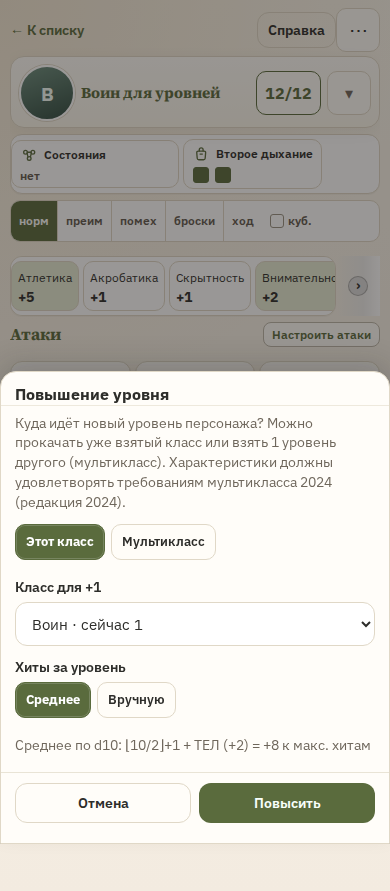 ← К списку
Справка
...
В
Воин для уровней
12/12
▼
Состояния
нет
Второе дыхание
норм
преим
помех
броски
ход
куб.
Атлетика
+5
Акробатика
+1
Скрытность
+1
Внимательно
+2
›
Атаки
Настроить атаки
Повышение уровня
Куда идёт новый уровень персонажа? Можно
прокачать уже взятый класс или взять 1 уровень
другого (мультикласс). Характеристики должны
удовлетворять требованиям мультикласса 2024
(редакция 2024).
Этот класс
Мультикласс
Класс для +1
Воин · сейчас 1
Хиты за уровень
Среднее
Вручную
Среднее по d10: ⌊10/2⌋+1 + ТЕЛ (+2) = +8 к макс. хитам
Отмена
Повысить